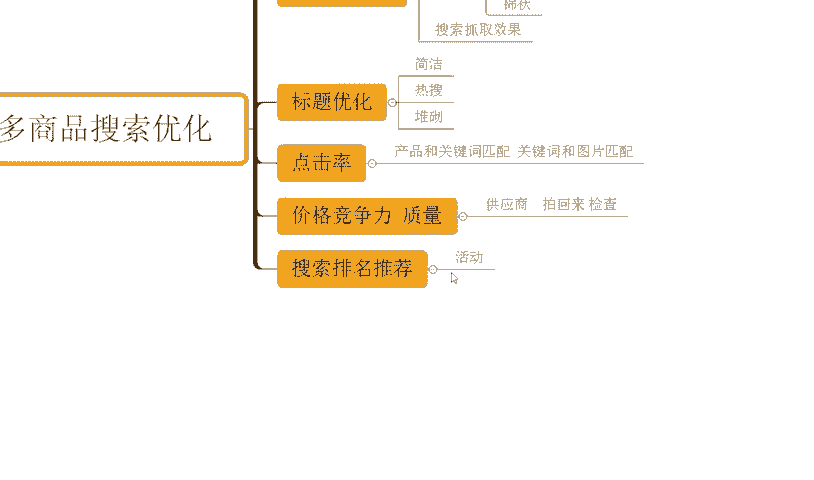 搜索抓取效果
简洁
热搜
堆砌
标题优化
多商品搜索优化
点击率
产品和关键词匹配 关键词和图片匹配
价格竞争力 质量
供应商 拍回来 检查
搜索排名推荐
活动